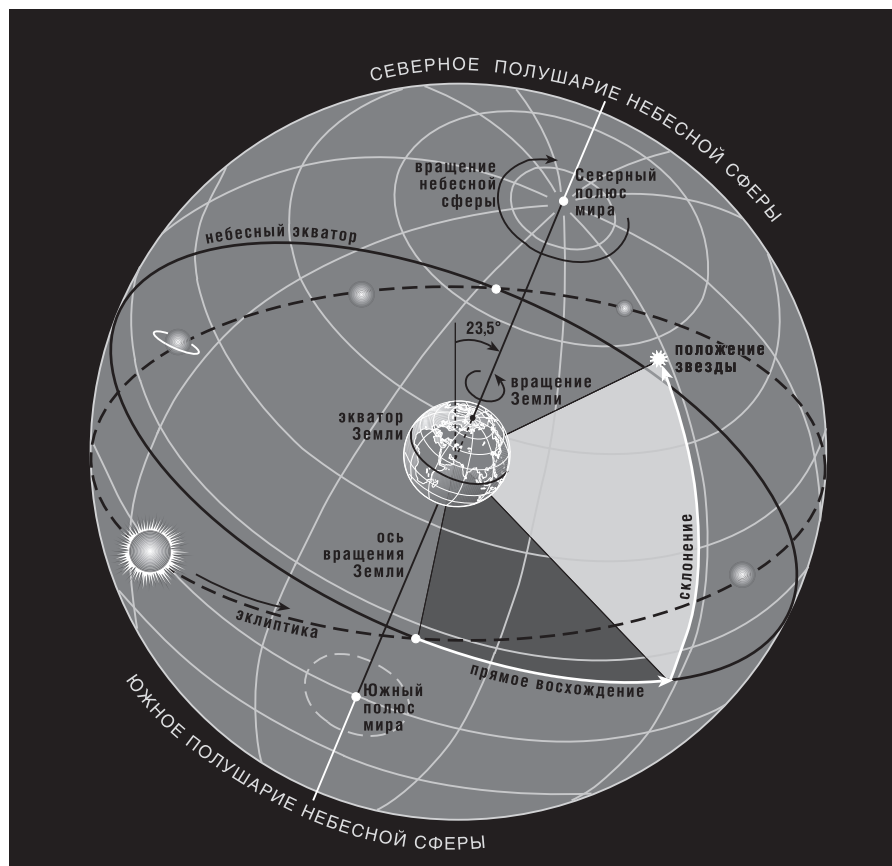 СЕВЕРНОЕ ПОЛУШАРИЕ НЕБЕСНОЙ СФЕРЫ
вращение
небесной
сферы
Северный
полюс
мира
небесный экватор
23,5°
положение
звезды
вращение
Земли
экватор
Земли
ось
вращения
Земли
склонение
эклиптика
прямое восхождение
Южный
полюс
мира
ЮЖНОЕ ПОЛУШАРИЕ НЕБЕСНОЙ СФЕРЫ